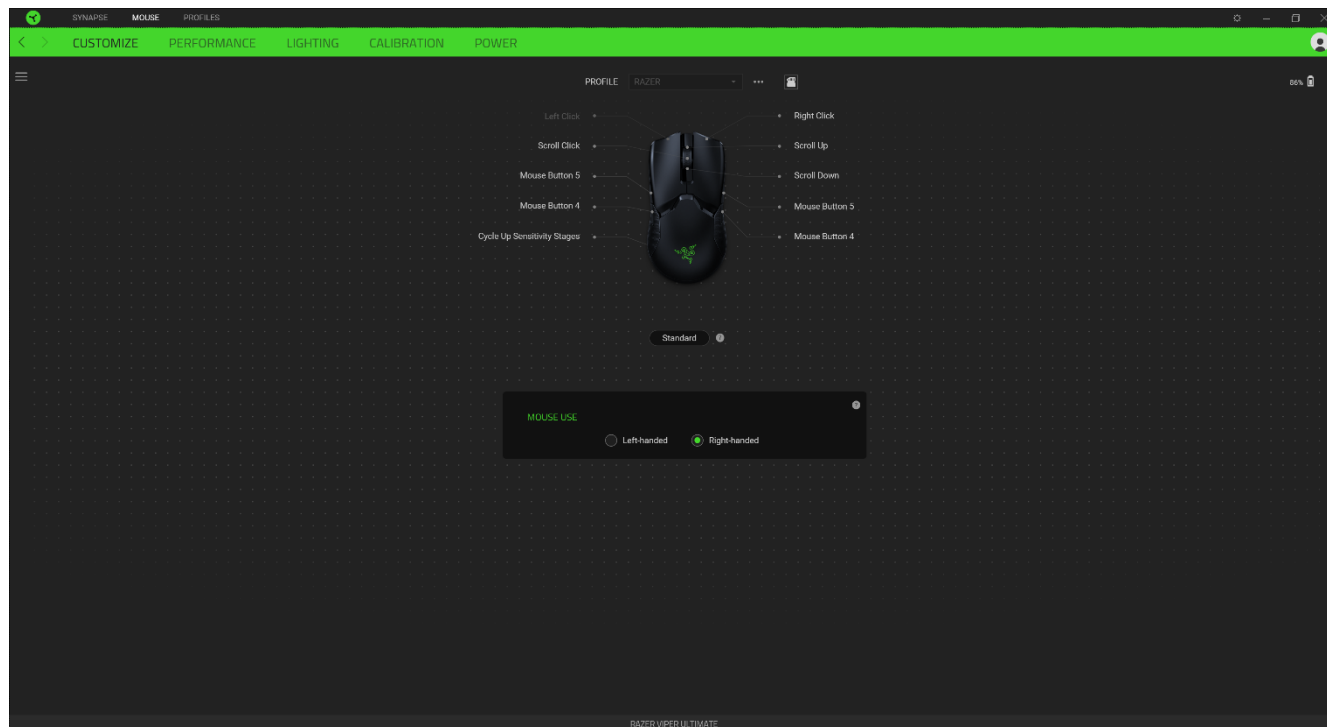 SYNAPSE MOUSE PROFILES
CUSTOMIZE PERFORMANCE LIGHTING CALIBRATION POWER
PROFILE RAZER
86%
Left Click Right Click
Scroll Click Scroll Up
Mouse Button 5 Scroll Down
Mouse Button 4 Mouse Button 5
Cycle Up Sensitivity Stages Mouse Button 4
Standard ?
?
MOUSE USE
Left-handed Right-handed
RAZER VIPER ULTIMATE